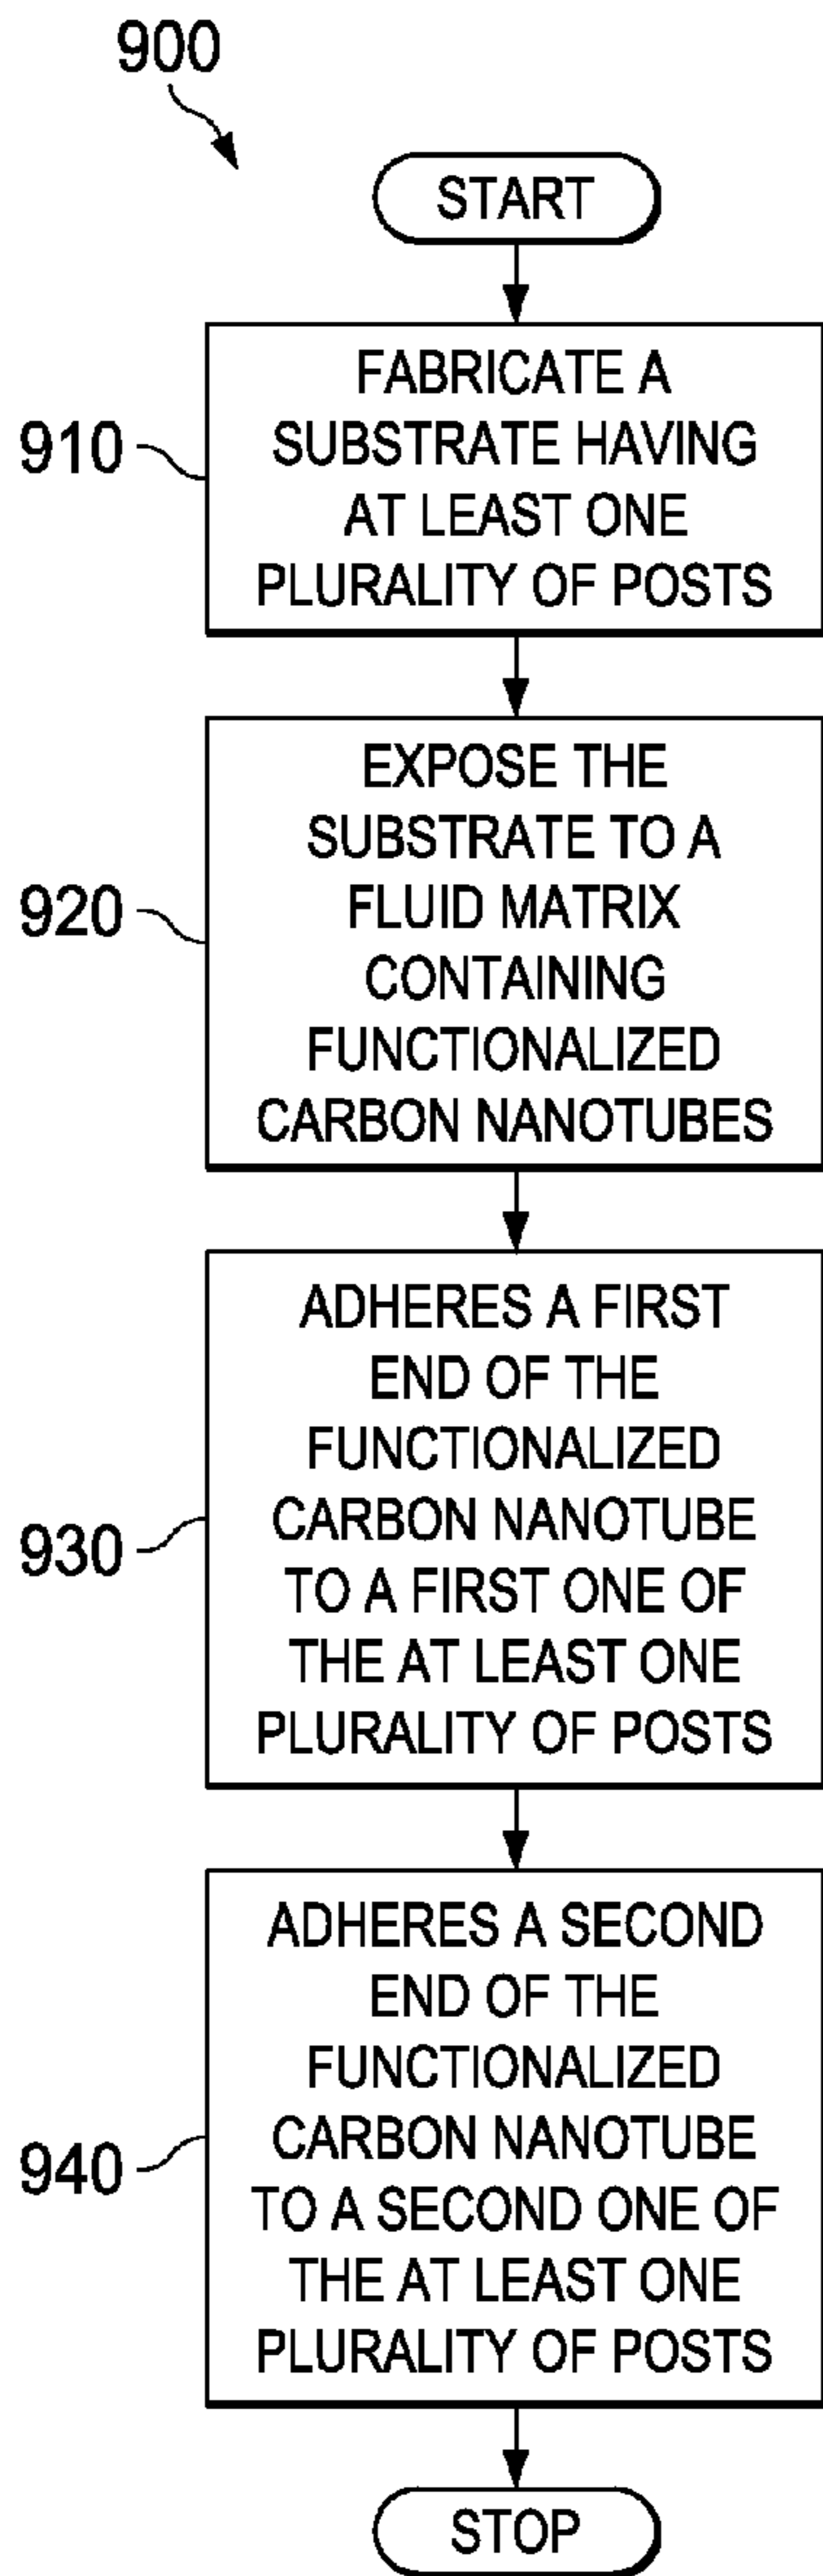 900
START
910
FABRICATE A
SUBSTRATE HAVING
AT LEAST ONE
PLURALITY OF POSTS
920
EXPOSE THE
SUBSTRATE TO A
FLUID MATRIX
CONTAINING
FUNCTIONALIZED
CARBON NANOTUBES
930
ADHERES A FIRST
END OF THE
FUNCTIONALIZED
CARBON NANOTUBE
TO A FIRST ONE OF
THE AT LEAST ONE
PLURALITY OF POSTS
940
ADHERES A SECOND
END OF THE
FUNCTIONALIZED
CARBON NANOTUBE
TO A SECOND ONE OF
THE AT LEAST ONE
PLURALITY OF POSTS
STOP